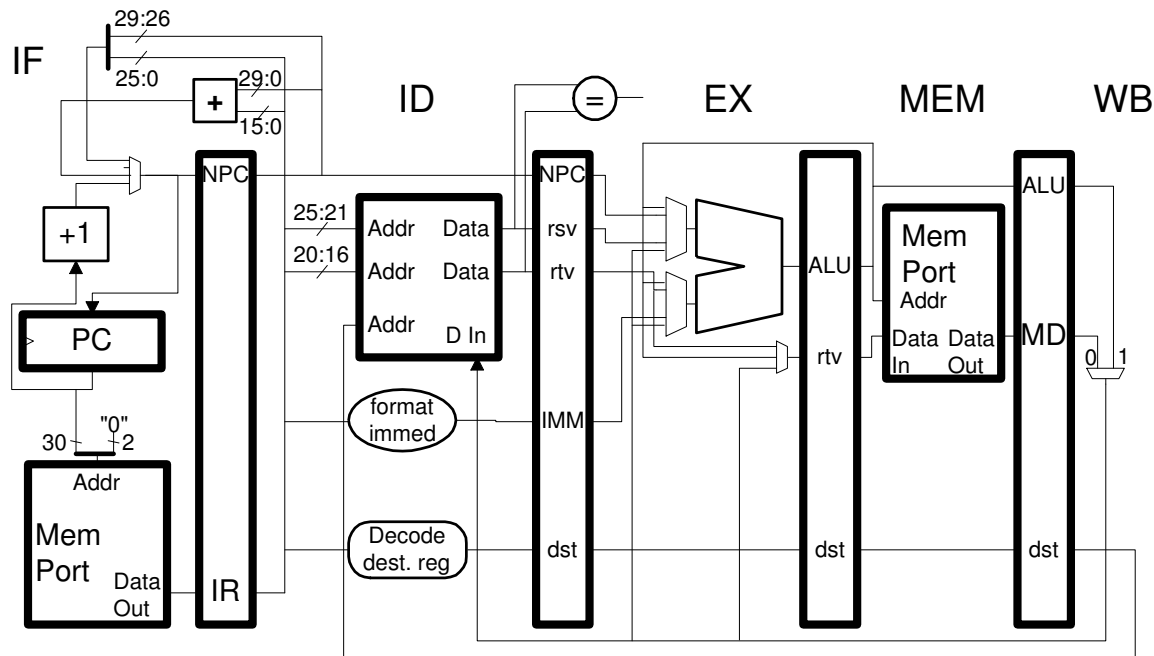 29:26
IF
25:0
+
29:0
15:0
ID
=
EX
MEM
WB
NPC
NPC
+1
25:21
Addr
Data
rsv
20:16
Addr
Data
rtv
Addr
D In
PC
ALU
ALU
Mem
Port
Addr
Data
In
Data
Out
rtv
MD
0
1
format
immed
IMM
30
"0"
2
Addr
Mem
Port
Data
Out
IR
Decode
dest. reg
dst
dst
dst